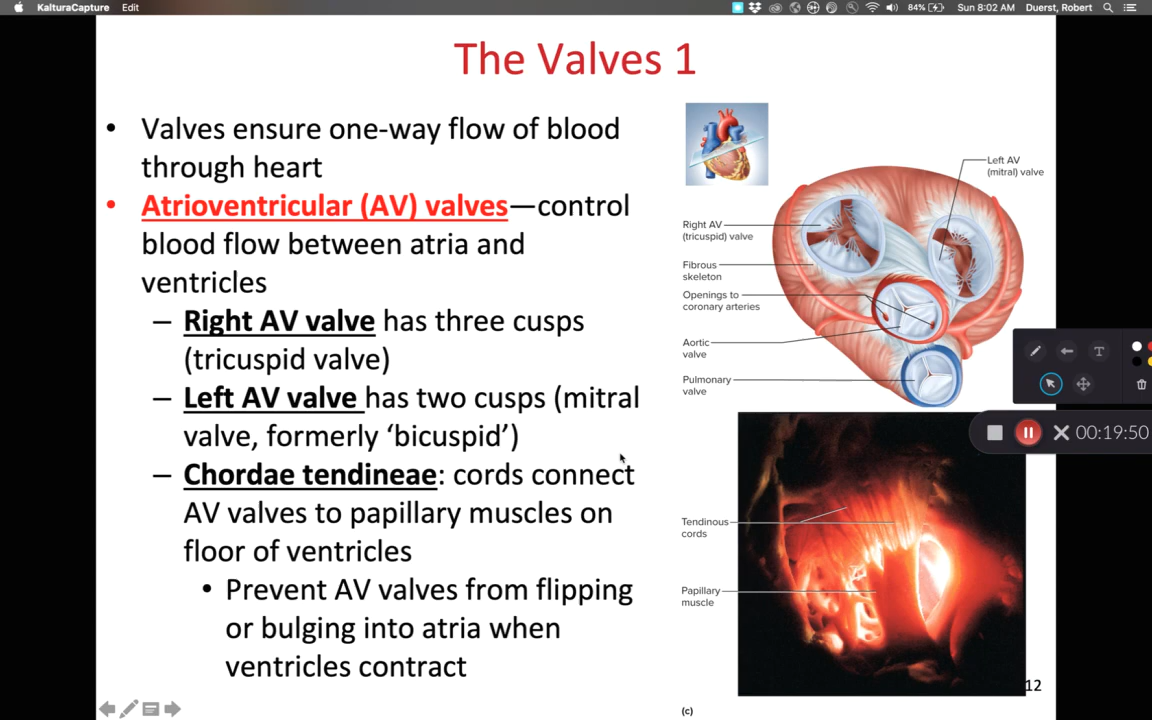 KalturaCapture Edit 84% Sun 8:02 AM Duerst, Robert
The Valves 1
• Valves ensure one-way flow of blood
through heart
• Atrioventricular (AV) valves—control
blood flow between atria and
ventricles
– Right AV valve has three cusps
(tricuspid valve)
– Left AV valve has two cusps (mitral
valve, formerly ‘bicuspid’)
– Chordae tendineae: cords connect
AV valves to papillary muscles on
floor of ventricles
• Prevent AV valves from flipping
or bulging into atria when
ventricles contract
Left AV
(mitral) valve
Right AV
(tricuspid) valve
Fibrous
skeleton
Openings to
coronary arteries
Aortic
valve
Pulmonary
valve
T
00:19:50
Tendinous
cords
Papillary
muscle
12
(c)